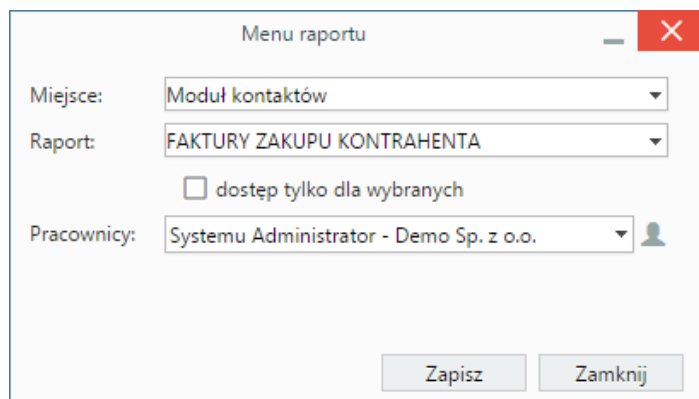 Menu raportu
Miejsce: Moduł kontaktów
Raport: FAKTURY ZAKUPU KONTRAHENTA
dostęp tylko dla wybranych
Pracownicy: Systemu Administrator - Demo Sp. z o.o.
Zapisz Zamknij